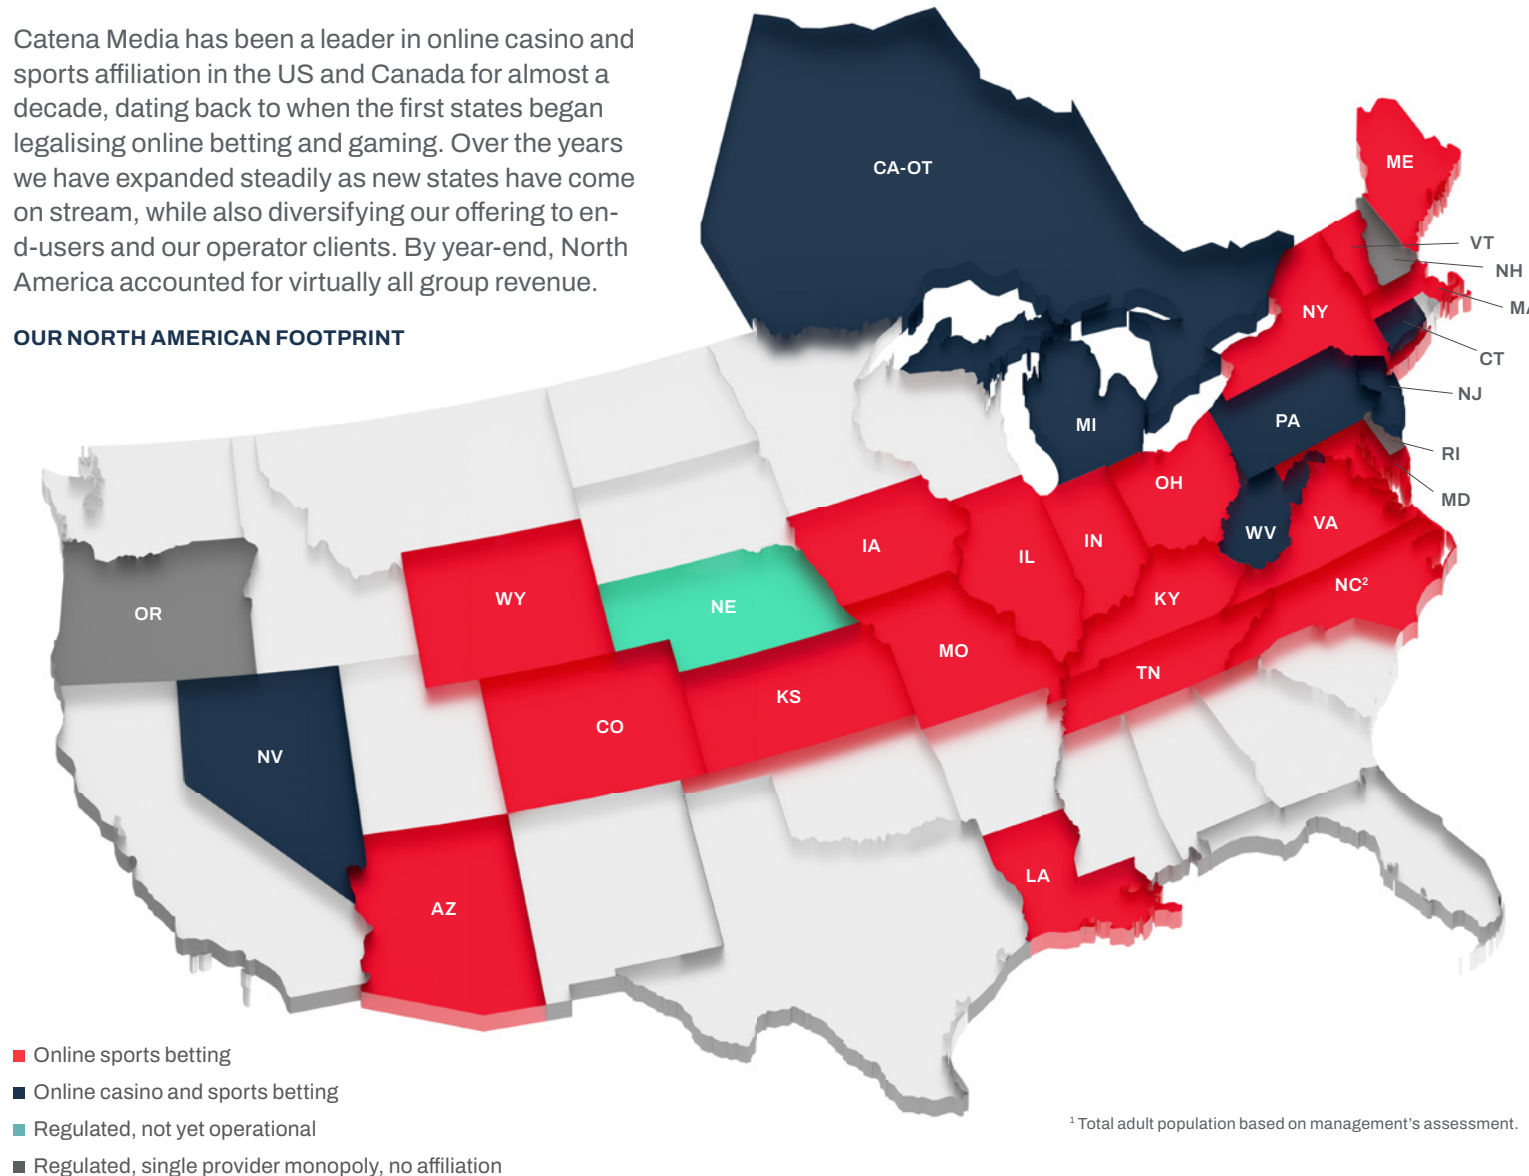 Catena Media has been a leader in online casino and
sports affiliation in the US and Canada for almost a
decade, dating back to when the first states began
legalising online betting and gaming. Over the years
we have expanded steadily as new states have come
on stream, while also diversifying our offering to en-
d-users and our operator clients. By year-end, North
America accounted for virtually all group revenue.
OUR NORTH AMERICAN FOOTPRINT
CA-OT
ME
VT
NH
NY
MA
CT
NJ
PA
MI
RI
OH
MD
VA
WV
IN
IA
IL
NC²
KY
WY
NE
OR
MO
TN
KS
CO
NV
LA
AZ
Online sports betting
Online casino and sports betting
Regulated, not yet operational
Regulated, single provider monopoly, no affiliation
¹ Total adult population based on management's assessment.